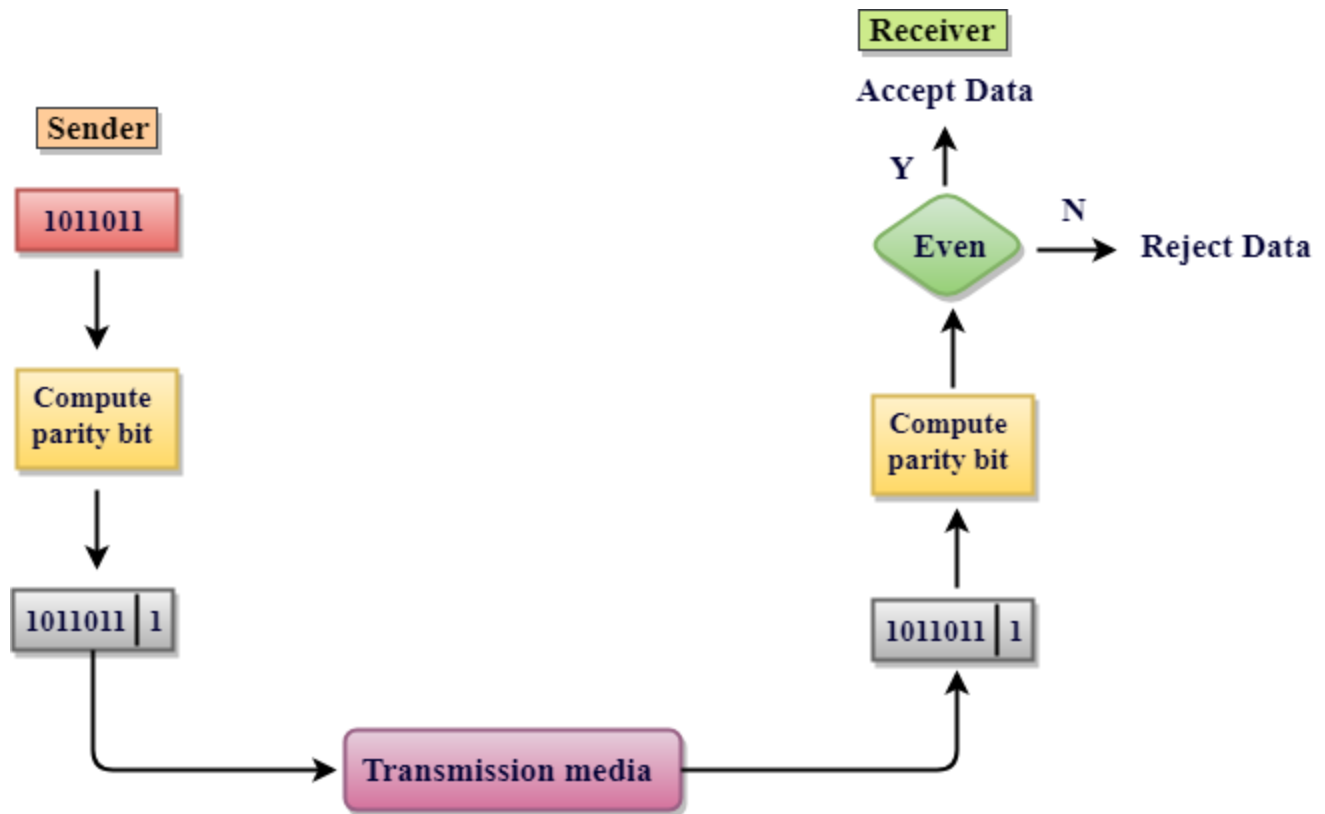 Sender
1011011
Compute
parity bit
1011011 | 1
Transmission media
1011011 | 1
Compute
parity bit
Even
Y
N
Accept Data
Reject Data
Receiver